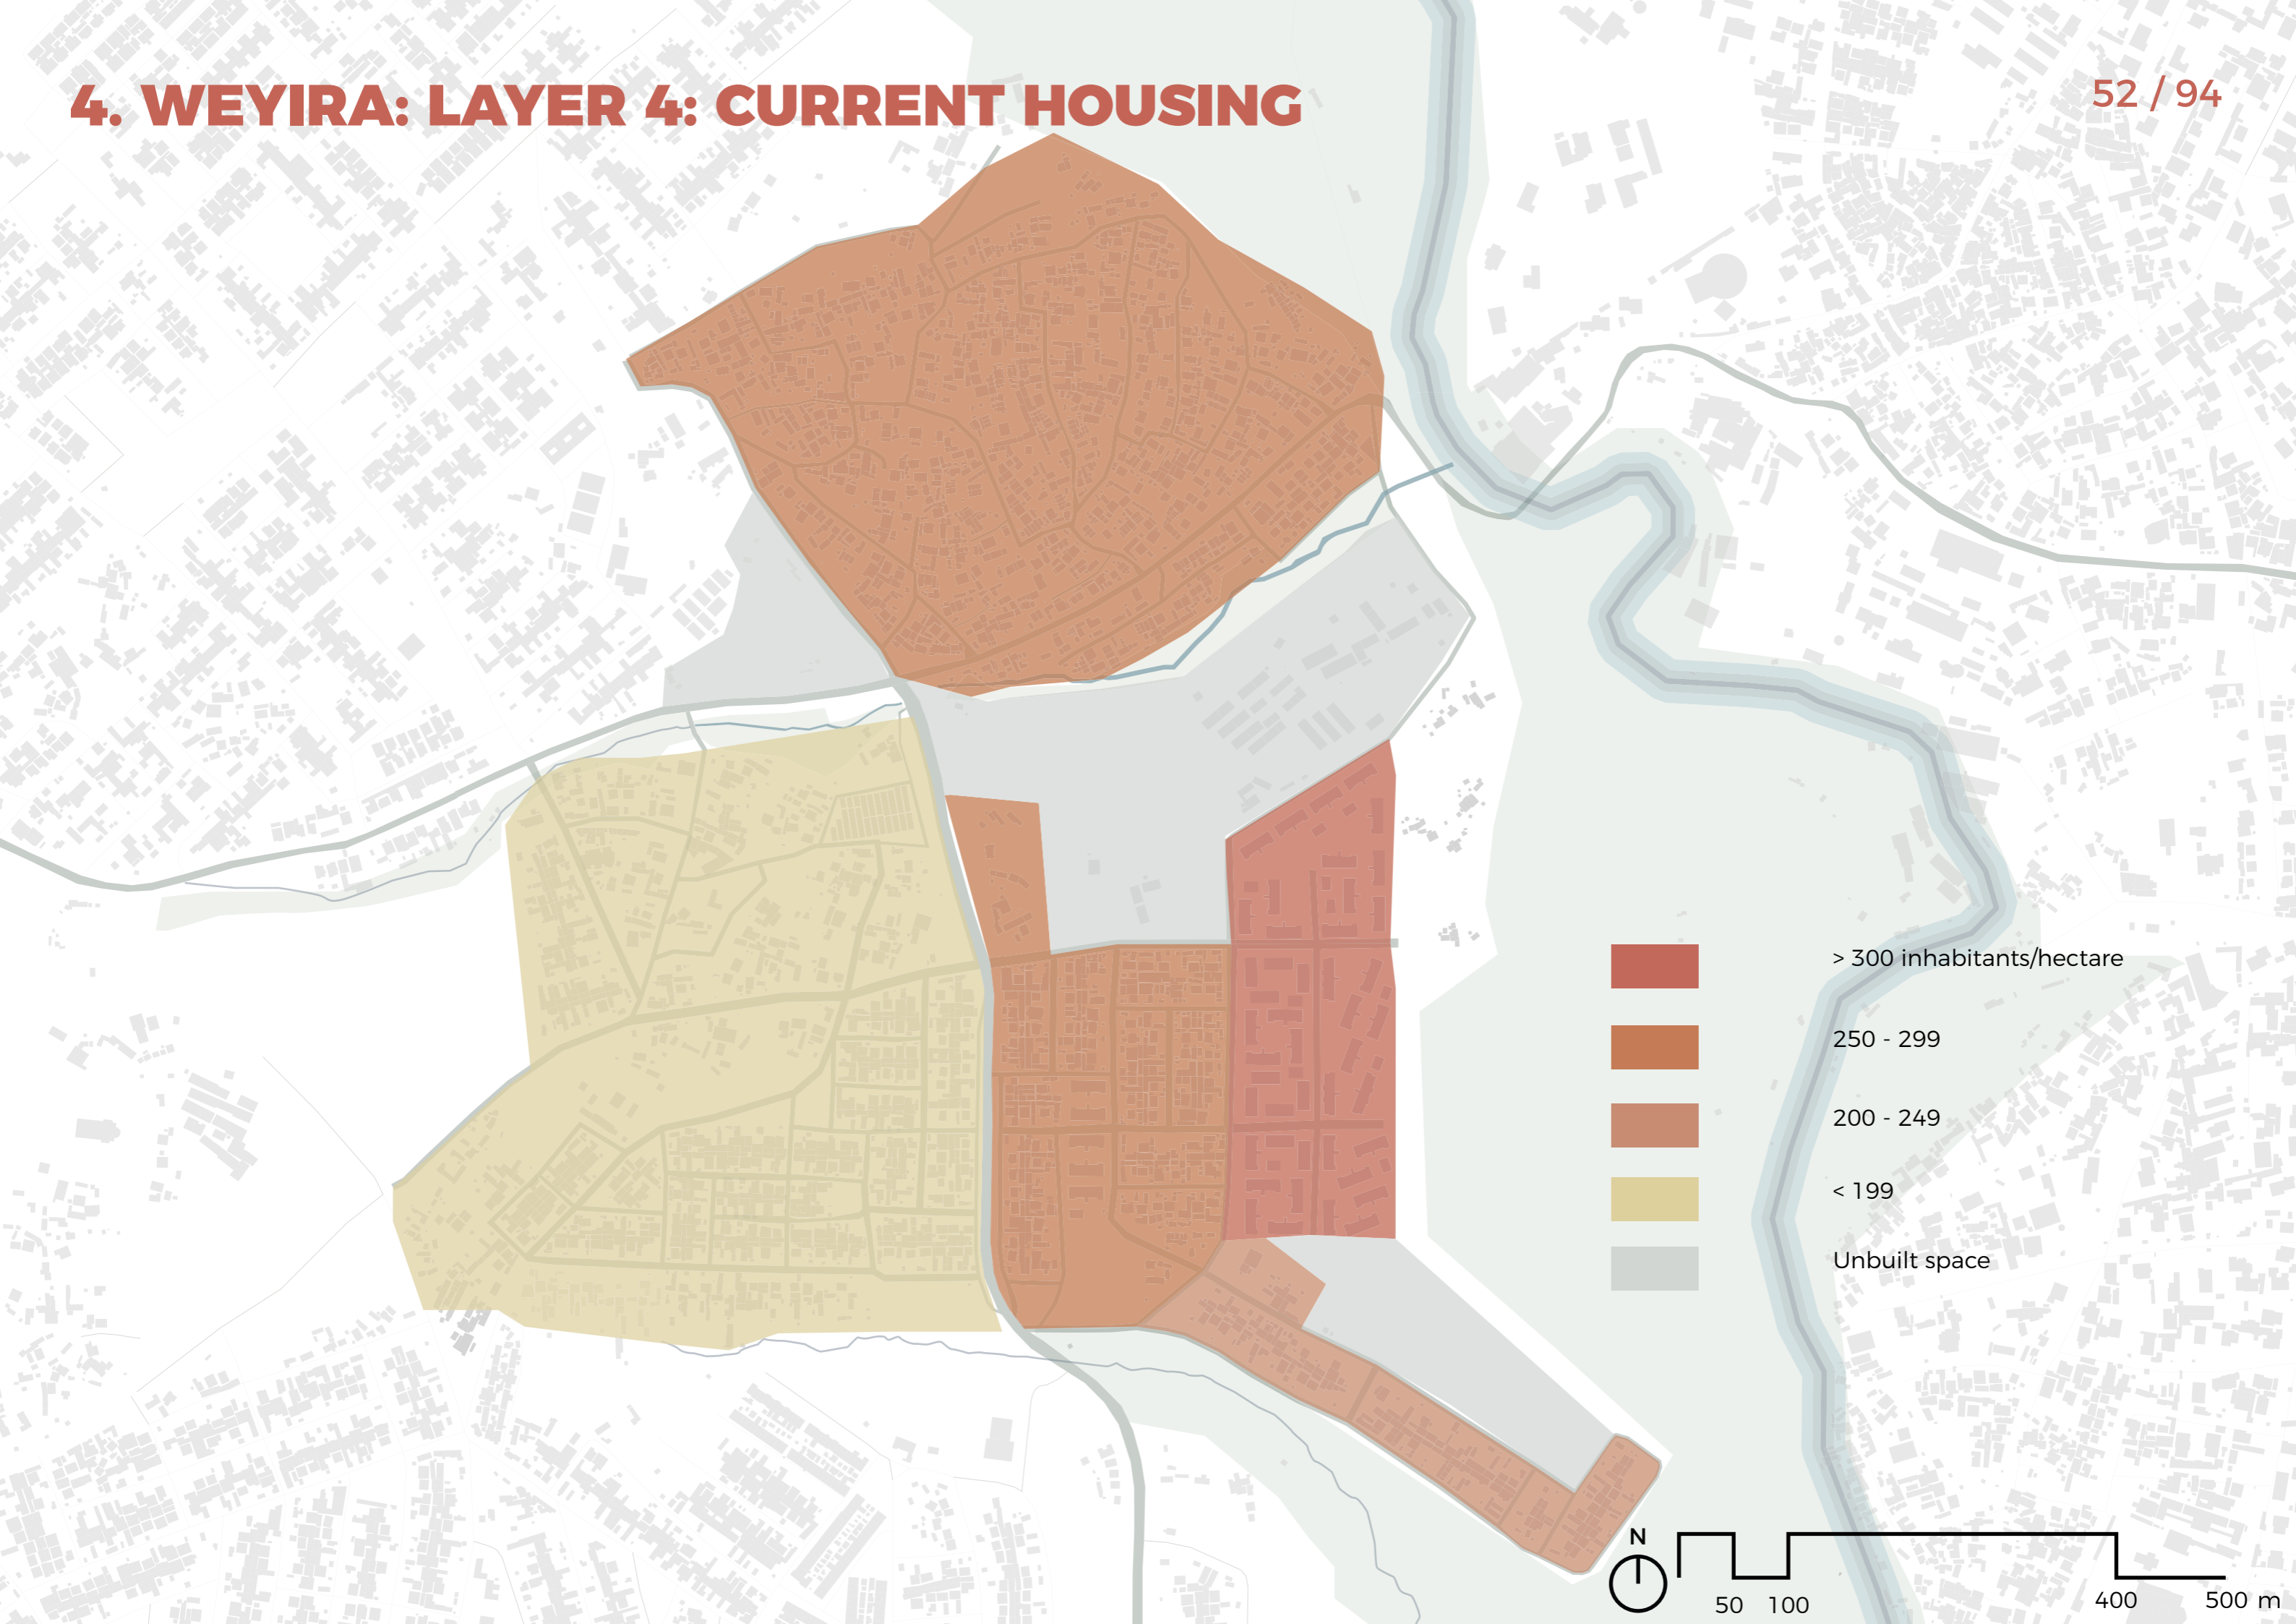 4. WEYIRA: LAYER 4: CURRENT HOUSING
52 / 94
> 300 inhabitants/hectare
250 - 299
200 - 249
< 199
Unbuilt space
N
50 100 400 500 m